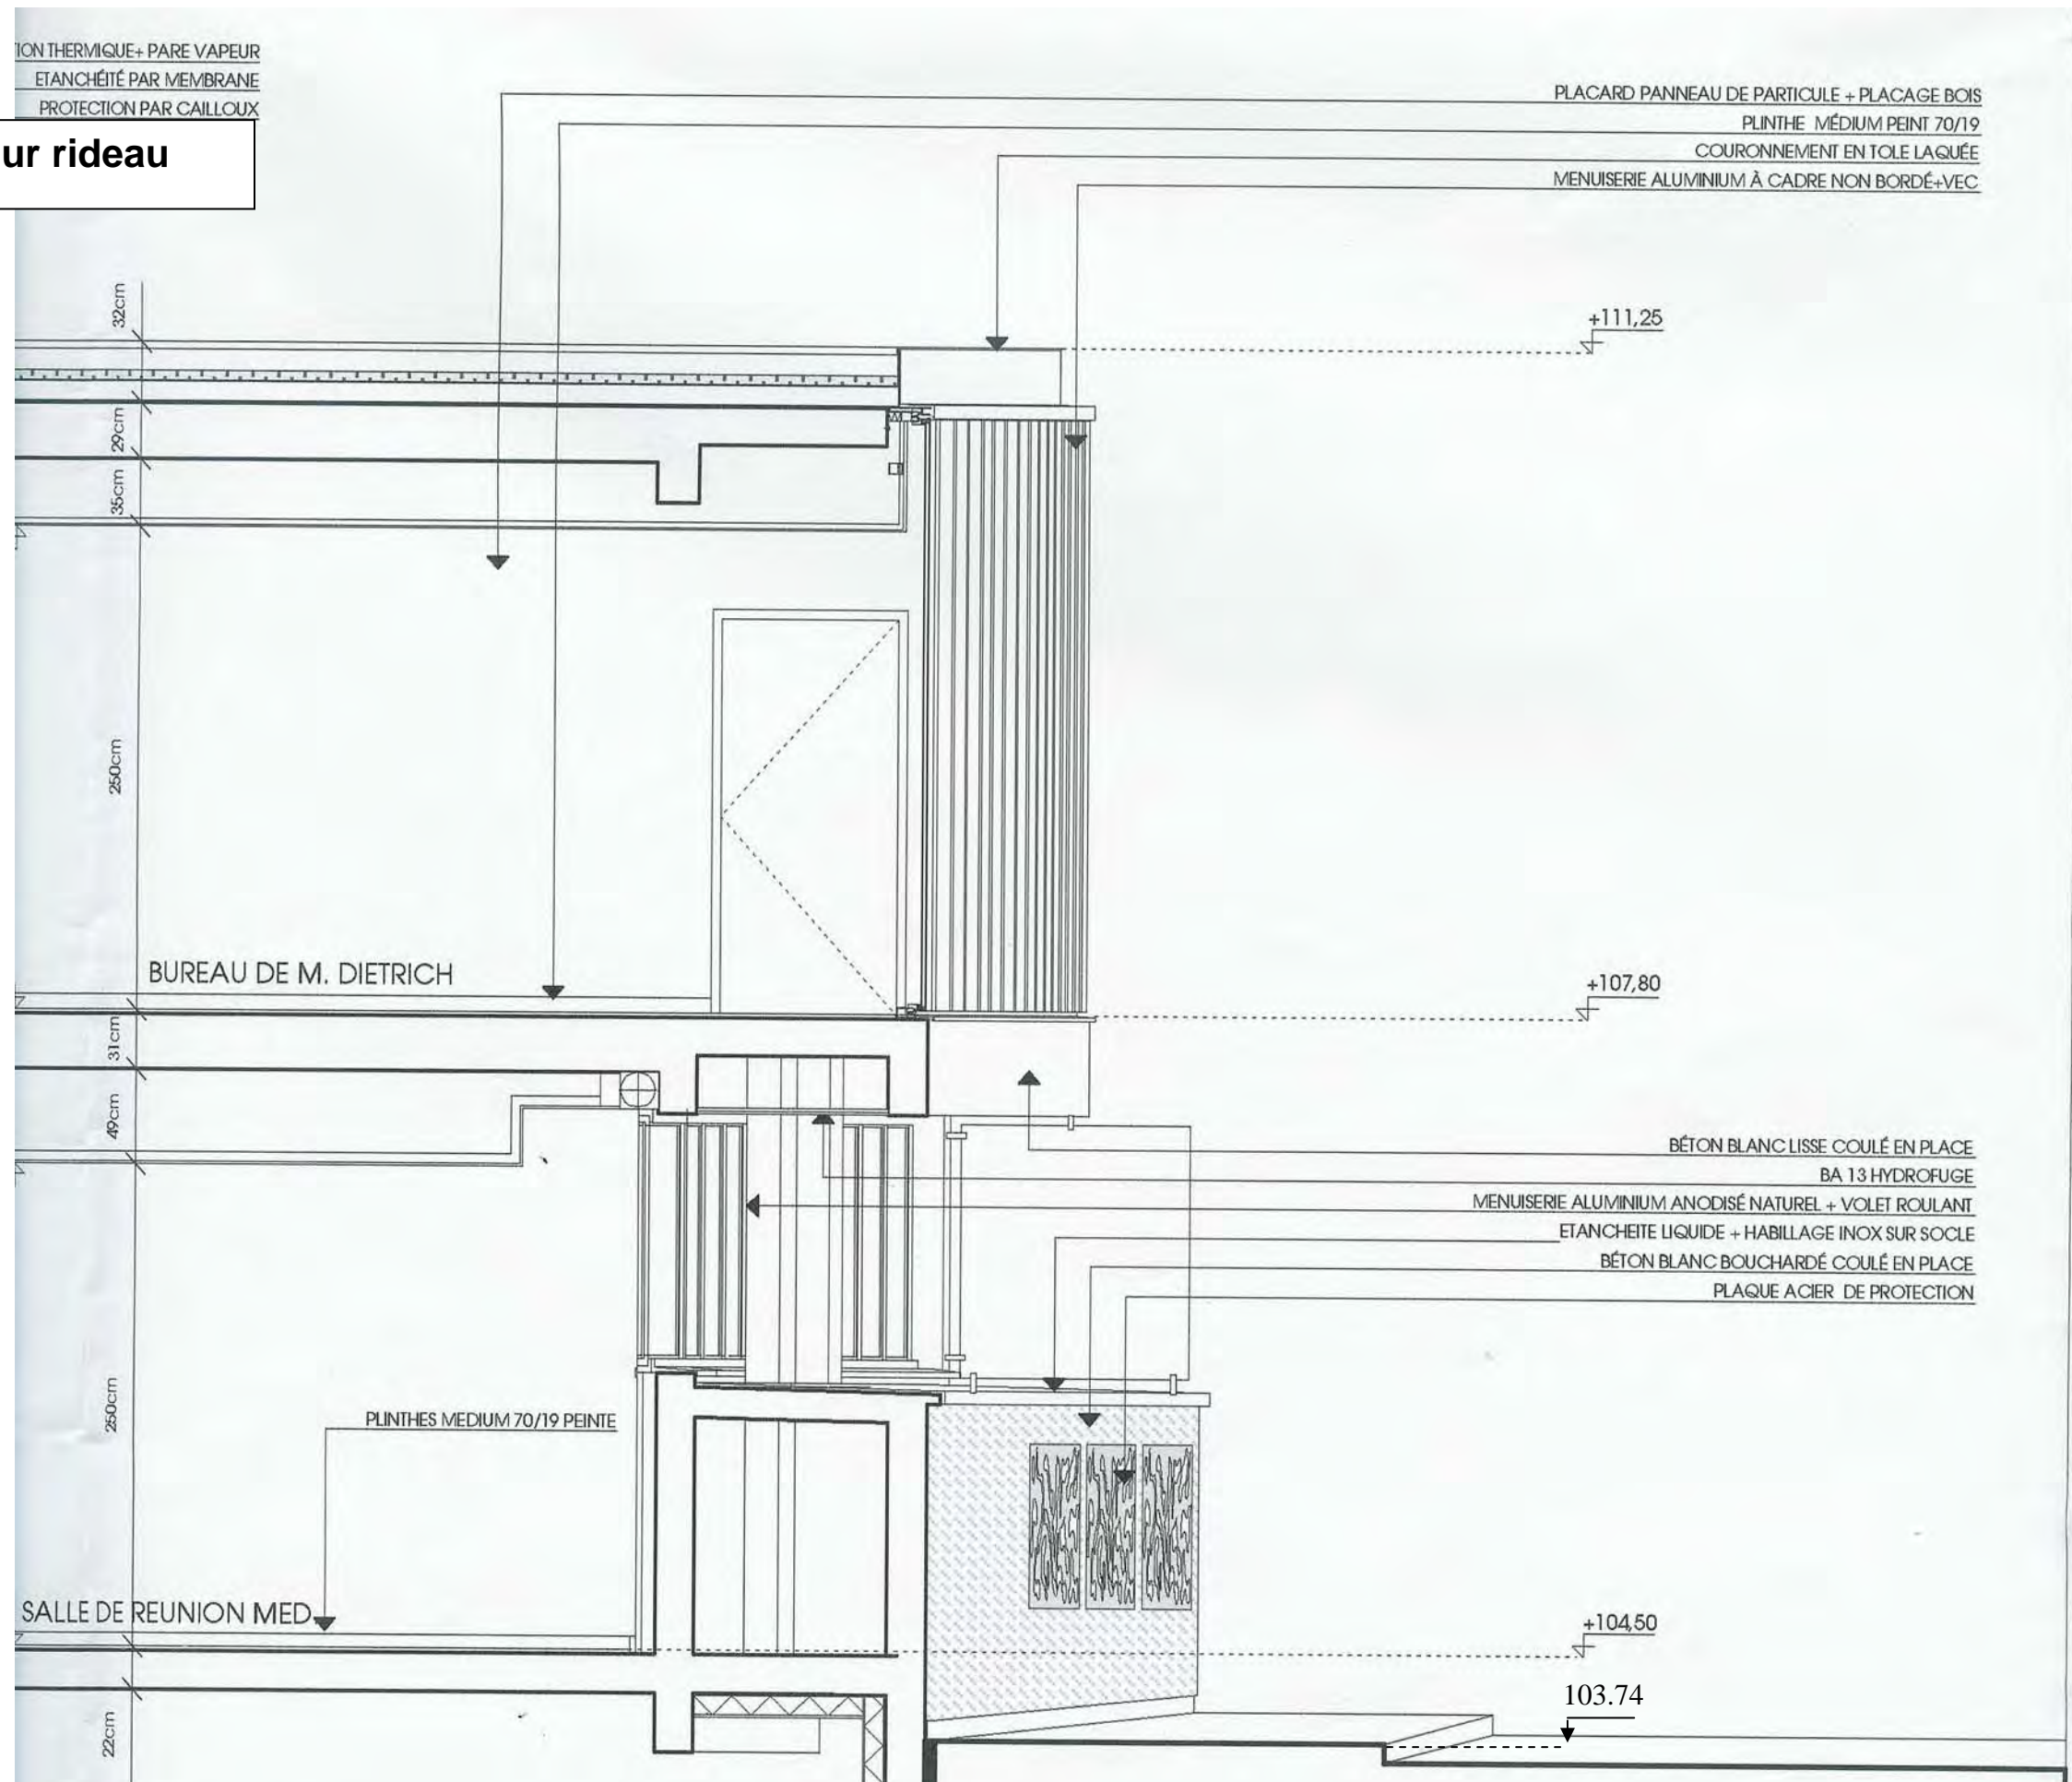 ION THERMIQUE+ PARE VAPEUR
ETANCHÉITÉ PAR MEMBRANE
PROTECTION PAR CAILLOUX
ur rideau
PLACARD PANNEAU DE PARTICULE + PLACAGE BOIS
PLINTHE MÉDIUM PEINT 70/19
COURONNEMENT EN TOLE LAQUÉE
MENUISERIE ALUMINIUM À CADRE NON BORDÉ+VEC
32cm
+111,25
29cm
35cm
250cm
BUREAU DE M. DIETRICH
+107,80
31cm
49cm
BÉTON BLANC LISSE COULÉ EN PLACE
BA 13 HYDROFUGE
MENUISERIE ALUMINIUM ANODISÉ NATUREL + VOLET ROULANT
ETANCHEITE LIQUIDE + HABILLAGE INOX SUR SOCLE
BÉTON BLANC BOUCHARDÉ COULÉ EN PLACE
PLAQUE ACIER DE PROTECTION
250cm
PLINTHES MEDIUM 70/19 PEINTE
SALLE DE REUNION MED
+104,50
103.74
22cm